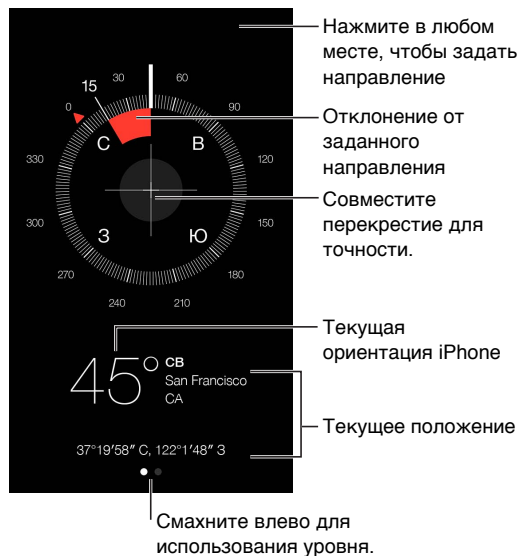 Нажмите в любом
месте, чтобы задать
направление
30
60
15
0
90
Отклонение от
заданного
направления
С
В
330
120
Совместите
перекрестие для
точности.
300
150
З
Ю
270
180
240
210
Текущая
ориентация iPhone
45°
СВ
San Francisco
CA
Текущее положение
37°19′58″ С, 122°1′48″ З
Смахните влево для
использования уровня.